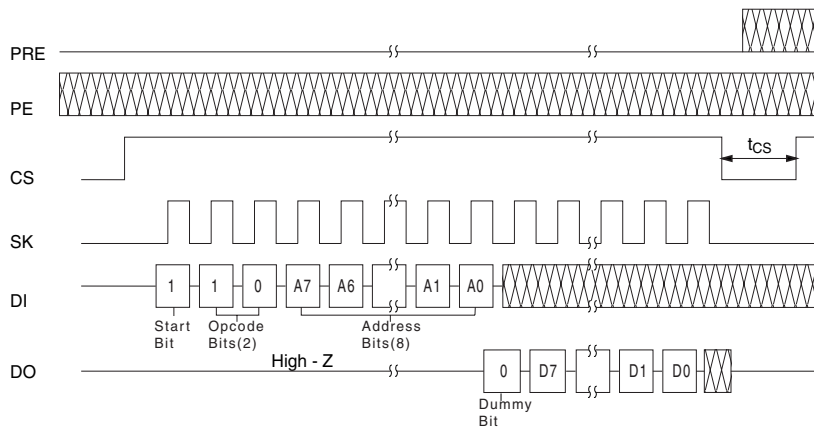 PRE
PE
CS
tCS
SK
DI
1 1 0 A7 A6 A1 A0
Start Bit
Opcode Bits(2)
Address Bits(8)
High - Z
DO
0 D7 D1 D0
Dummy Bit